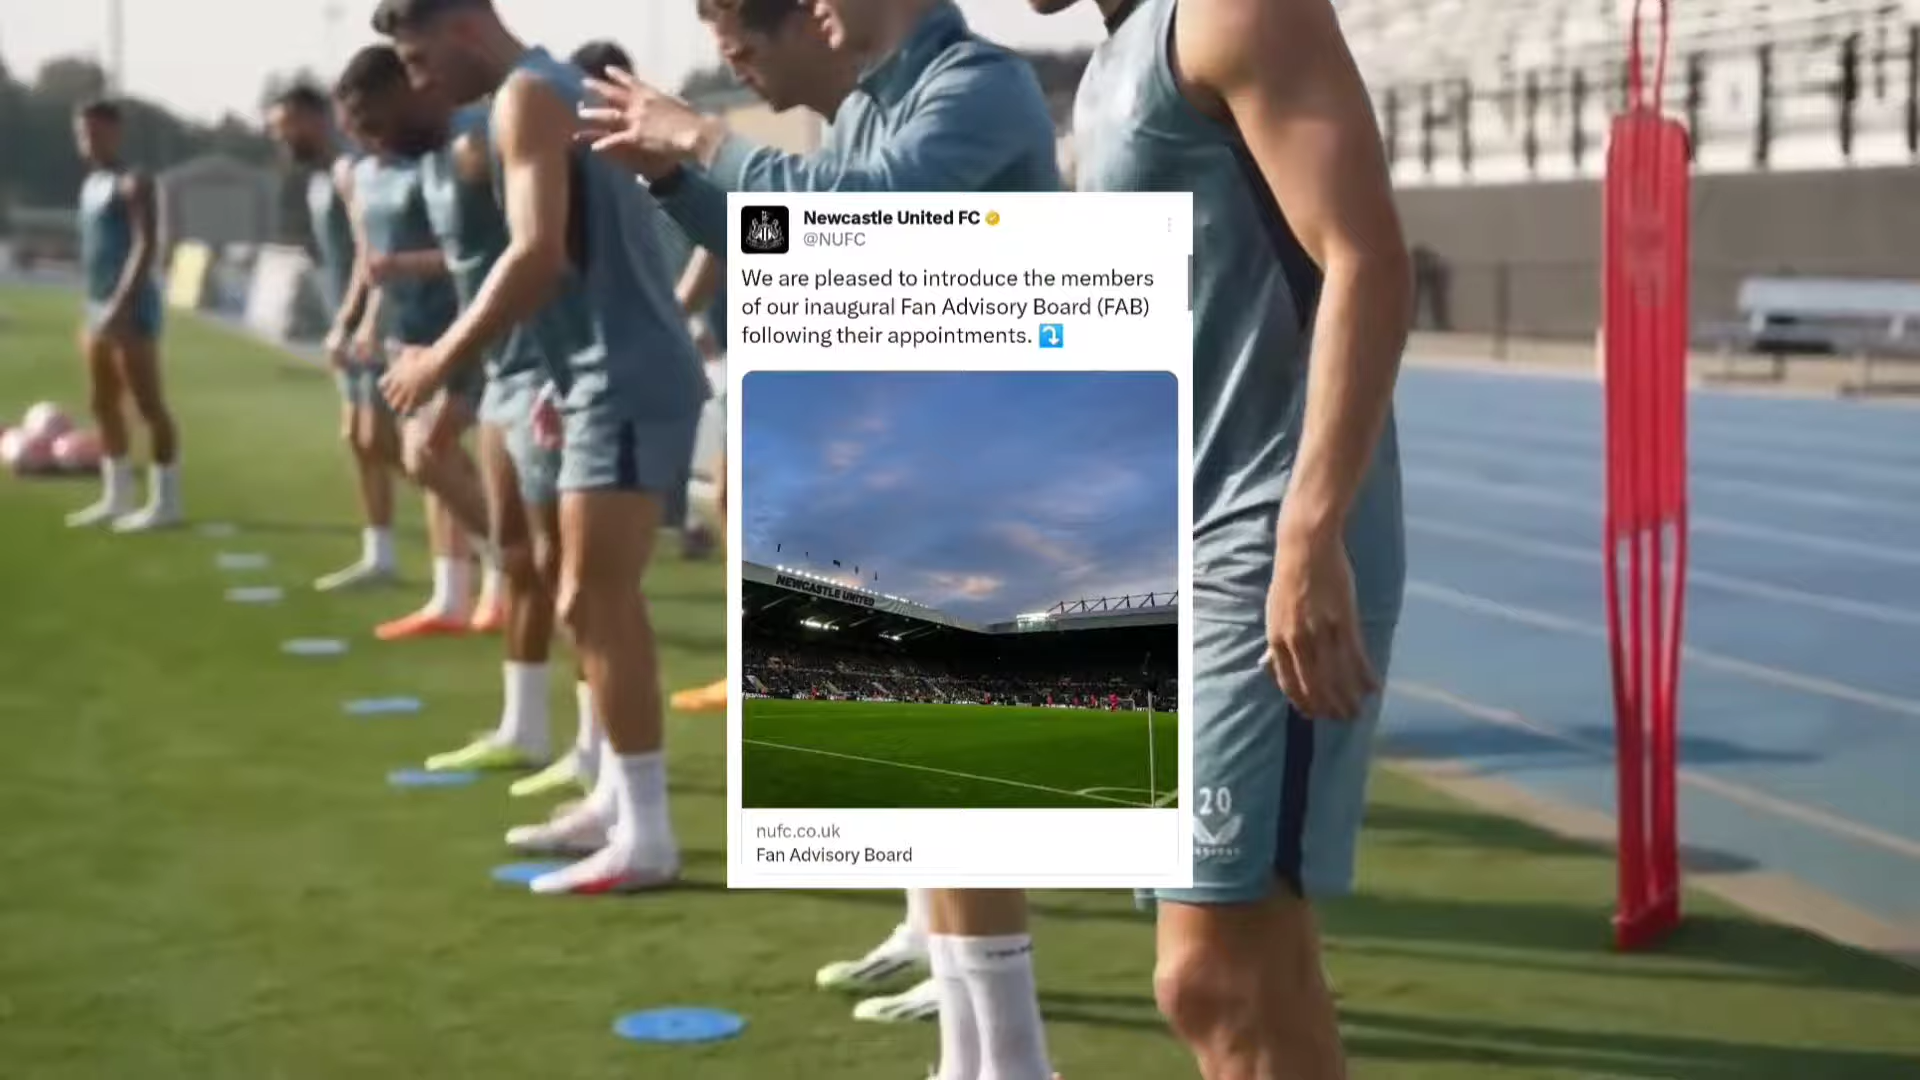 Newcastle United FC
@NUFC
We are pleased to introduce the members
of our inaugural Fan Advisory Board (FAB)
following their appointments.
NEWCASTLE UNITED
nufc.co.uk
Fan Advisory Board
20